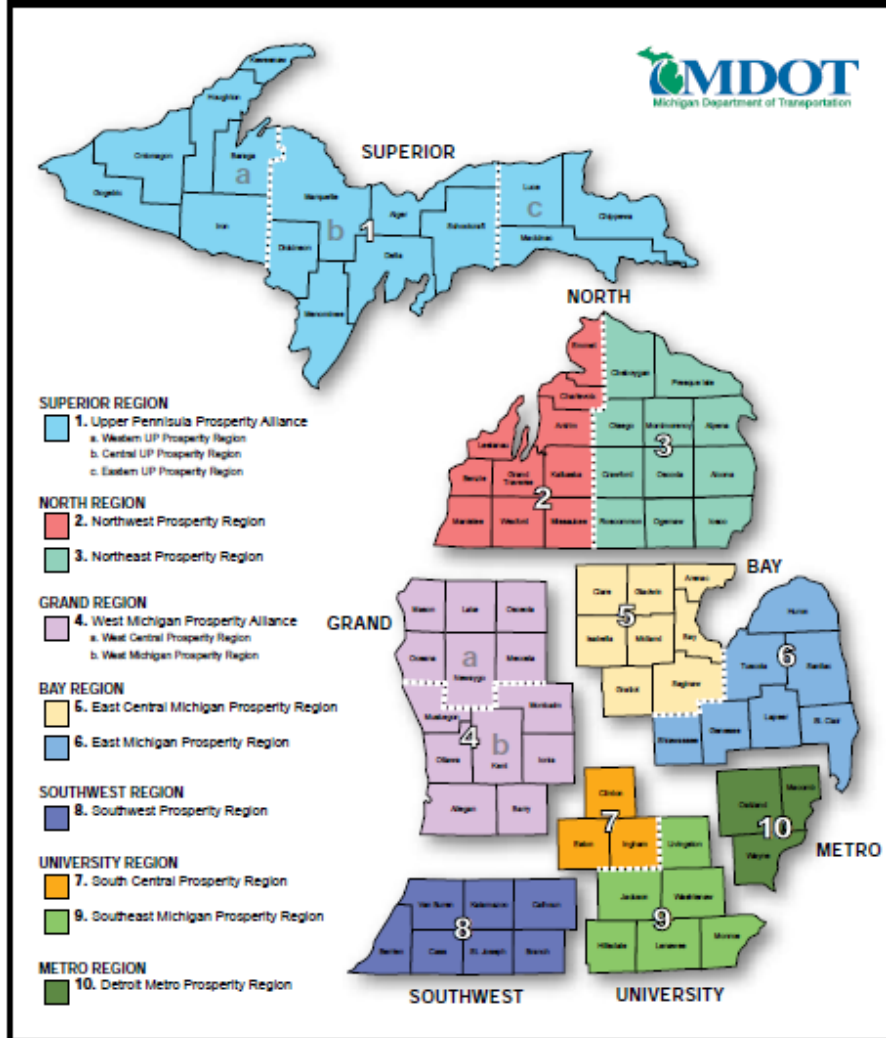 MDOT
Michigan Department of Transportation
SUPERIOR
Keweenaw
Houghton
Ontonagon
Baraga
a
Gogebic
Iron
Marquette
b
1
Dickinson
Alger
Schoolcraft
Delta
Menominee
Luce
c
Chippewa
Mackinac
NORTH
Emmet
Cheboygan
Presque Isle
Charlevoix
Antrim
Otsego
Montmorency
Alpena
3
Leelanau
Benzie
Grand
Traverse
Kalkaska
Crawford
Oscoda
Alcona
2
Manistee
Wexford
Missaukee
Roscommon
Ogemaw
Iosco
SUPERIOR REGION
1. Upper Pennisula Prosperity Alliance
a. Western UP Prosperity Region
b. Central UP Prosperity Region
c. Eastern UP Prosperity Region
NORTH REGION
2. Northwest Prosperity Region
3. Northeast Prosperity Region
GRAND REGION
4. West Michigan Prosperity Alliance
a. West Central Prosperity Region
b. West Michigan Prosperity Region
BAY REGION
5. East Central Michigan Prosperity Region
6. East Michigan Prosperity Region
SOUTHWEST REGION
8. Southwest Prosperity Region
UNIVERSITY REGION
7. South Central Prosperity Region
9. Southeast Michigan Prosperity Region
METRO REGION
10. Detroit Metro Prosperity Region
GRAND
Mason
Lake
Osceola
Oceana
a
Newaygo
Mecosta
Muskegon
Montcalm
4
b
Ottawa
Kent
Ionia
Allegan
Barry
BAY
Clare
Gladwin
Arenac
5
Isabella
Midland
Bay
Gratiot
Saginaw
Huron
6
Tuscola
Sanilac
Shiawassee
Genesee
Lapeer
St. Clair
Clinton
7
Eaton
Ingham
Livingston
Jackson
Washtenaw
9
Hillsdale
Lenawee
Monroe
UNIVERSITY
Oakland
Macomb
10
Wayne
METRO
Van Buren
Kalamazoo
Calhoun
8
Berrien
Cass
St. Joseph
Branch
SOUTHWEST